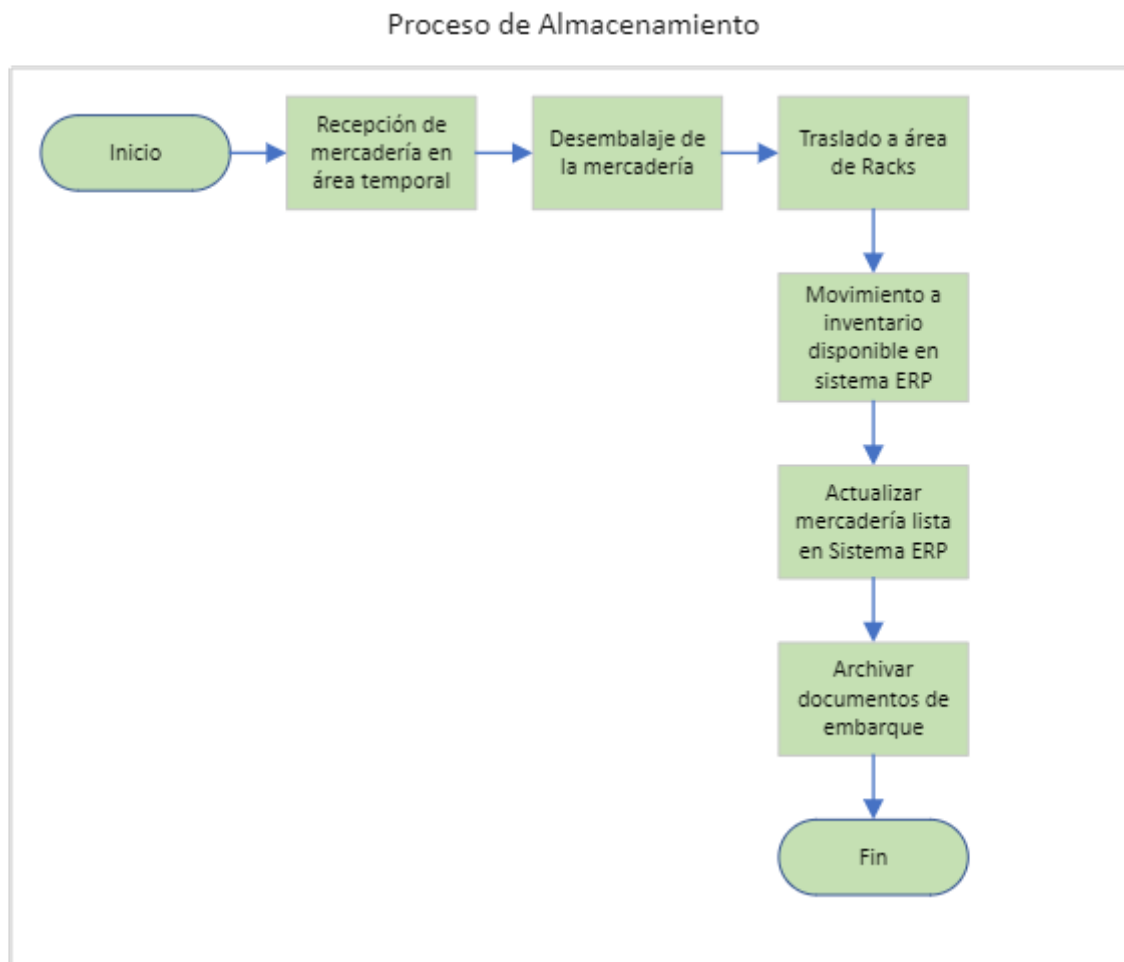 Proceso de Almacenamiento
Inicio
Recepción de
mercadería en
área temporal
Desembalaje de
la mercadería
Traslado a área
de Racks
Movimiento a
inventario
disponible en
sistema ERP
Actualizar
mercadería lista
en Sistema ERP
Archivar
documentos de
embarque
Fin